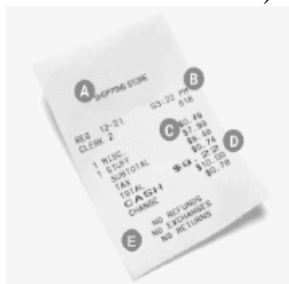 A
SHOPPING STORE
B
REG 12-21 03:22 PM
CLERK 2 618
C
1 MISC. $0.49
1 STUFF $7.99
SUBTOTAL $8.48
D
TAX $0.74
TOTAL $9.22
CASH $10.00
CHANGE $0.78
E
NO REFUNDS
NO EXCHANGES
NO RETURNS